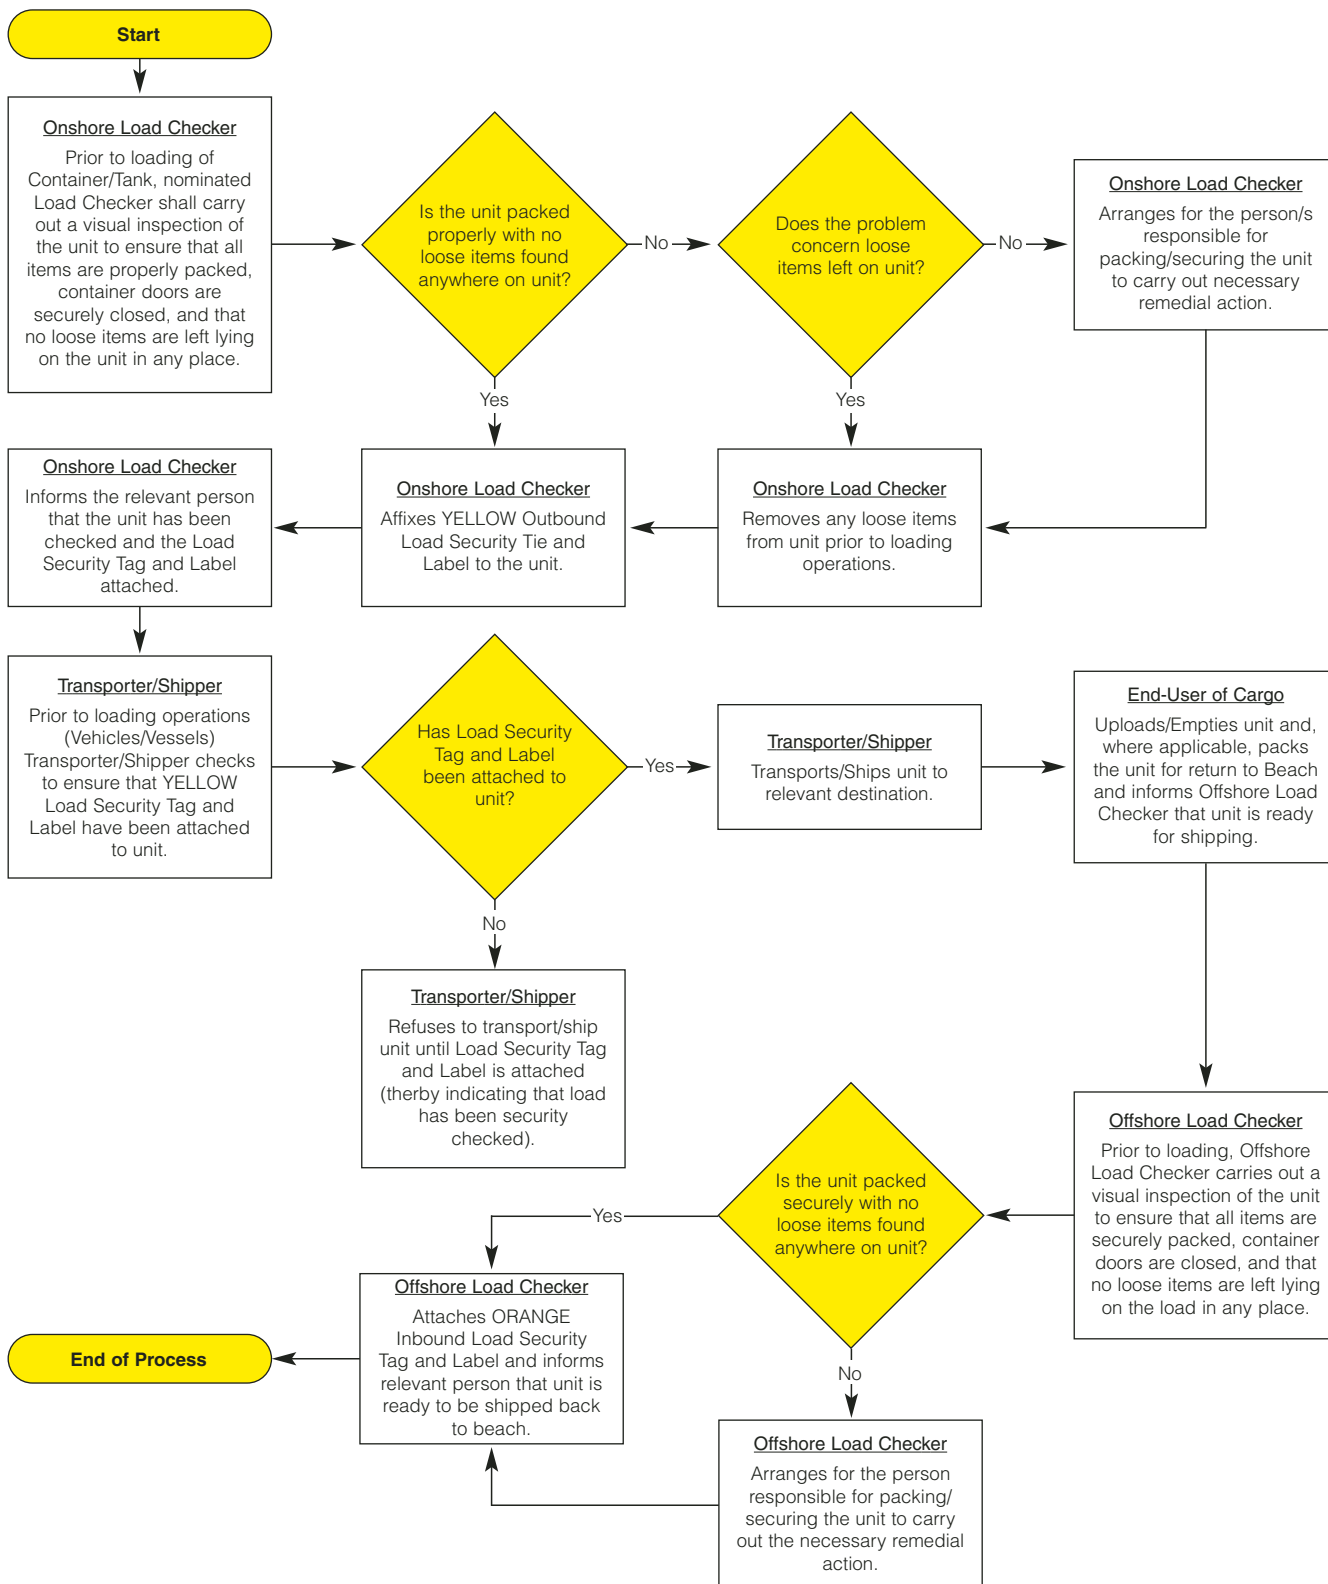 Start
Onshore Load Checker
Prior to loading of
Container/Tank, nominated
Load Checker shall carry
out a visual inspection of
the unit to ensure that all
items are properly packed,
container doors are
securely closed, and that
no loose items are left lying
on the unit in any place.
Is the unit packed
properly with no
loose items found
anywhere on unit?
No
Does the problem
concern loose
items left on unit?
No
Onshore Load Checker
Arranges for the person/s
responsible for
packing/securing the unit
to carry out necessary
remedial action.
Yes
Yes
Onshore Load Checker
Informs the relevant person
that the unit has been
checked and the Load
Security Tag and Label
attached.
Onshore Load Checker
Affixes YELLOW Outbound
Load Security Tie and
Label to the unit.
Onshore Load Checker
Removes any loose items
from unit prior to loading
operations.
Transporter/Shipper
Prior to loading operations
(Vehicles/Vessels)
Transporter/Shipper checks
to ensure that YELLOW
Load Security Tag and
Label have been attached
to unit.
Has Load Security
Tag and Label
been attached to
unit?
Yes
Transporter/Shipper
Transports/Ships unit to
relevant destination.
End-User of Cargo
Uploads/Empties unit and,
where applicable, packs
the unit for return to Beach
and informs Offshore Load
Checker that unit is ready
for shipping.
No
Transporter/Shipper
Refuses to transport/ship
unit until Load Security Tag
and Label is attached
(therby indicating that load
has been security
checked).
Offshore Load Checker
Prior to loading, Offshore
Load Checker carries out a
visual inspection of the unit
to ensure that all items are
securely packed, container
doors are closed, and that
no loose items are left lying
on the load in any place.
Is the unit packed
securely with no
loose items found
anywhere on unit?
Yes
Offshore Load Checker
Attaches ORANGE
Inbound Load Security
Tag and Label and informs
relevant person that unit is
ready to be shipped back
to beach.
End of Process
No
Offshore Load Checker
Arranges for the person
responsible for packing/
securing the unit to carry
out the necessary remedial
action.